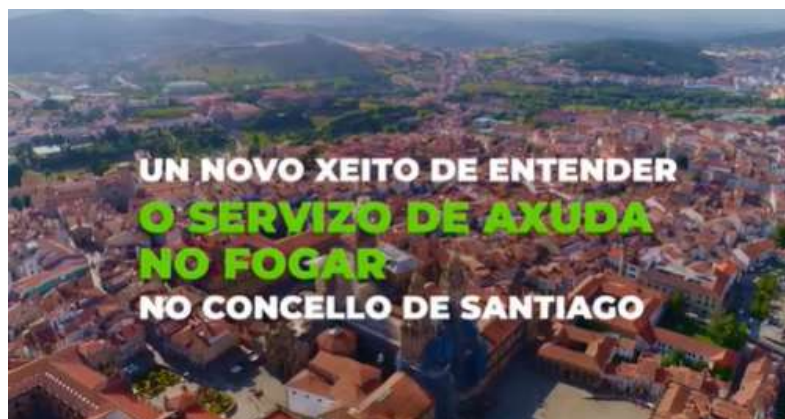 UN NOVO XEITO DE ENTENDER
O SERVIZO DE AXUDA
NO FOGAR
NO CONCELLO DE SANTIAGO